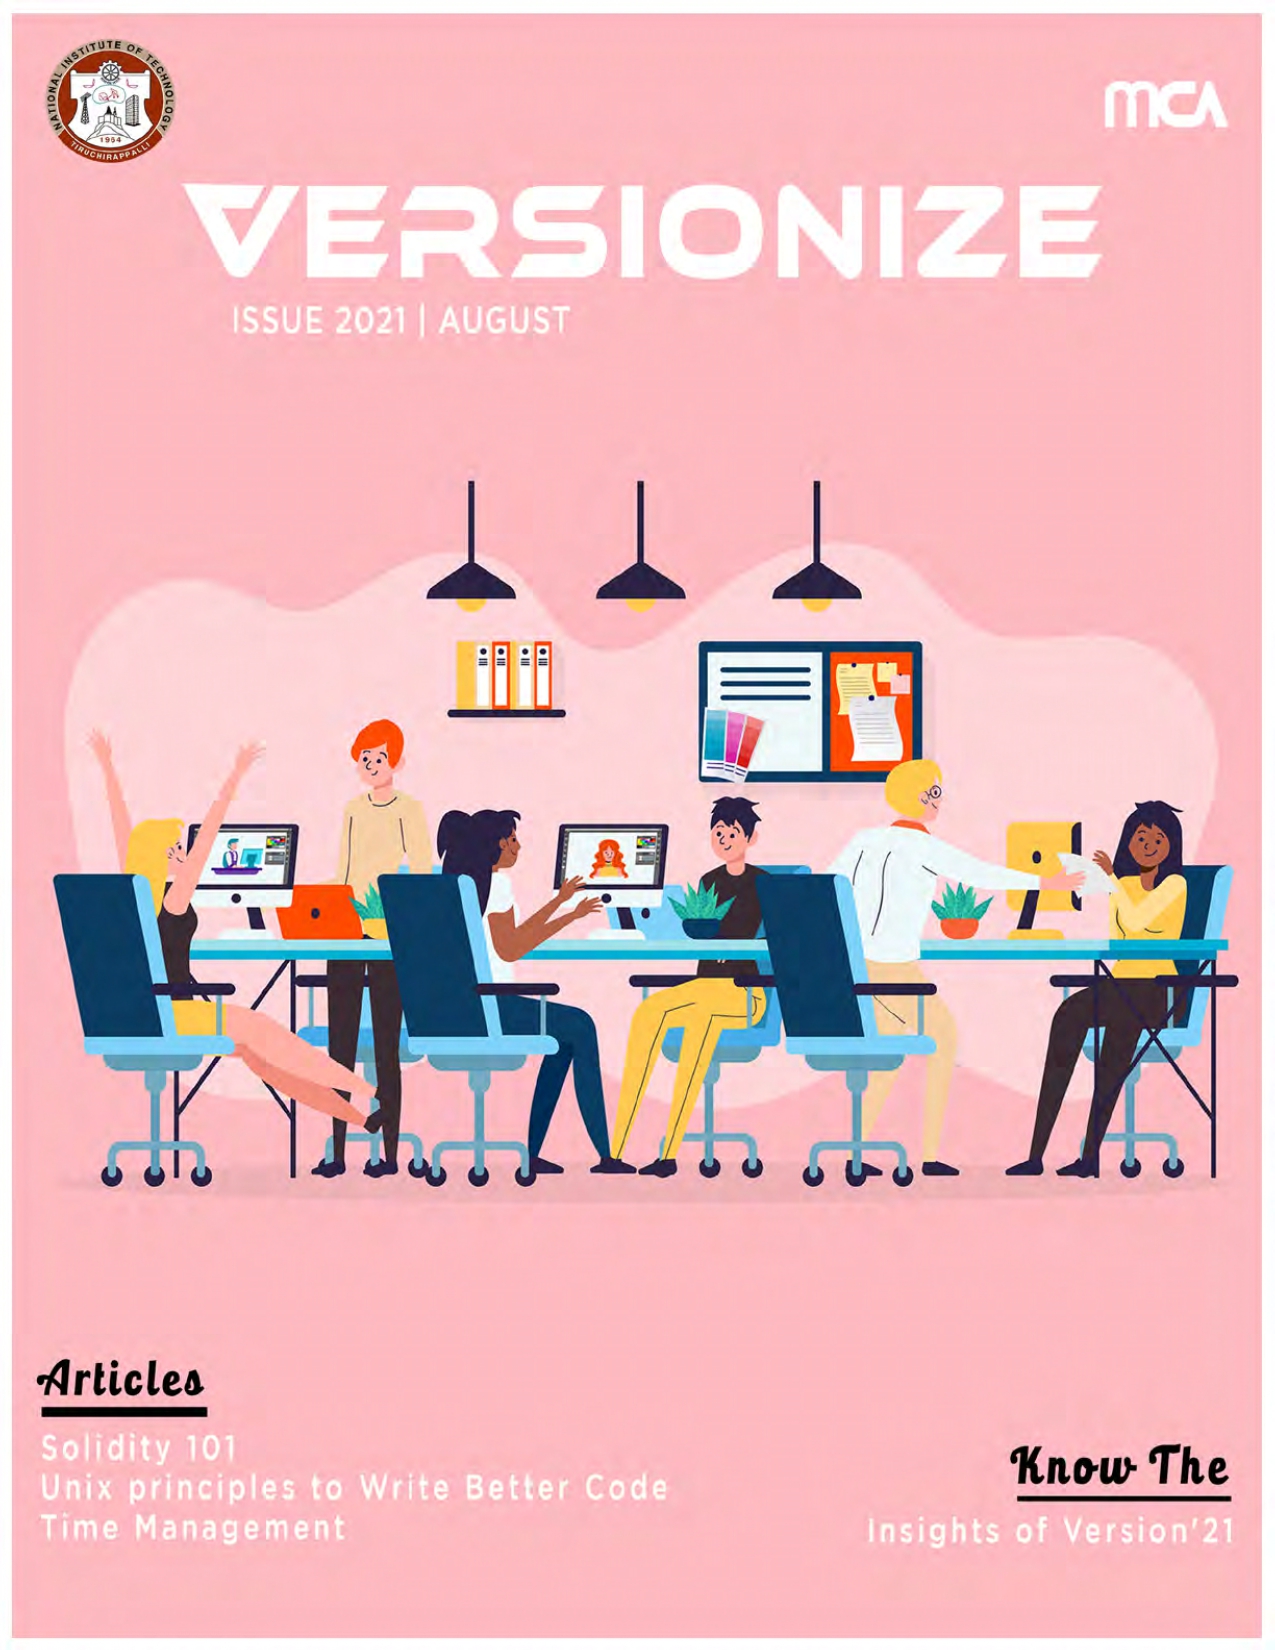 NATIONAL INSTITUTE OF TECHNOLOGY
1964
TIRUCHIRAPPALLI
MCA
VERSIONIZE
ISSUE 2021 | AUGUST
Articles
Solidity 101
Unix principles to Write Better Code
Time Management
Know The
Insights of Version'21